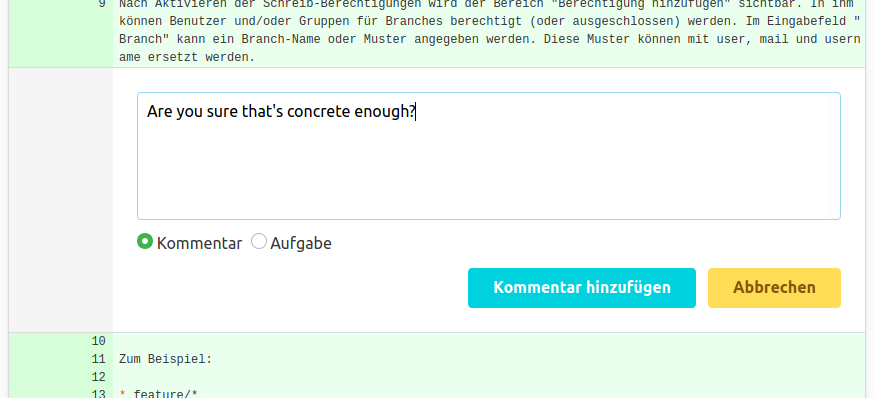 9 Nach Aktivieren der Schreib-Berechtigungen wird der Bereich "Berechtigung hinzufügen" sichtbar. In ihm
können Benutzer und/oder Gruppen für Branches berechtigt (oder ausgeschlossen) werden. Im Eingabefeld "
Branch" kann ein Branch-Name oder Muster angegeben werden. Diese Muster können mit user, mail und usern
ame ersetzt werden.
Are you sure that's concrete enough?
Kommentar Aufgabe
Kommentar hinzufügen Abbrechen
10
11 Zum Beispiel:
12
13 * feature/*